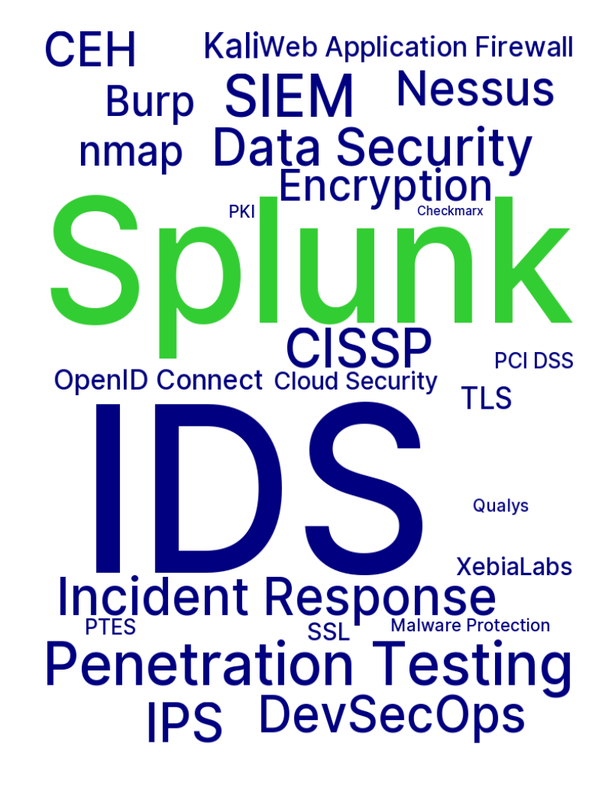 CEH
Kali
Web Application Firewall
Burp
SIEM
Nessus
nmap
Data Security
Encryption
PKI
Checkmarx
Splunk
CISSP
PCI DSS
OpenID Connect
Cloud Security
TLS
IDS
Qualys
XebiaLabs
Incident Response
PTES
SSL
Malware Protection
Penetration Testing
IPS
DevSecOps